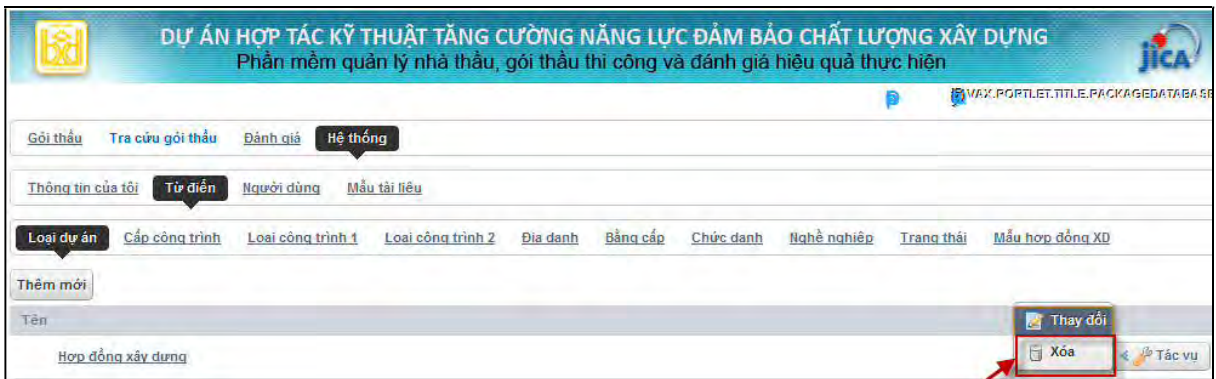 DỰ ÁN HỢP TÁC KỸ THUẬT TĂNG CƯỜNG NĂNG LỰC ĐẢM BẢO CHẤT LƯỢNG XÂY DỰNG
Phần mềm quản lý nhà thầu, gói thầu thi công và đánh giá hiệu quả thực hiện
bxd
jica
VAX.PORTLET.TITLE.PACKAGEDATABASE
Gói thầu Tra cứu gói thầu Đánh giá Hệ thống
Thông tin của tôi Từ điển Người dùng Mẫu tài liệu
Loại dự án Cấp công trình Loại công trình 1 Loại công trình 2 Địa danh Bằng cấp Chức danh Nghề nghiệp Trạng thái Mẫu hợp đồng XD
Thêm mới
Tên
Thay đổi
Hợp đồng xây dựng Xóa Tác vụ